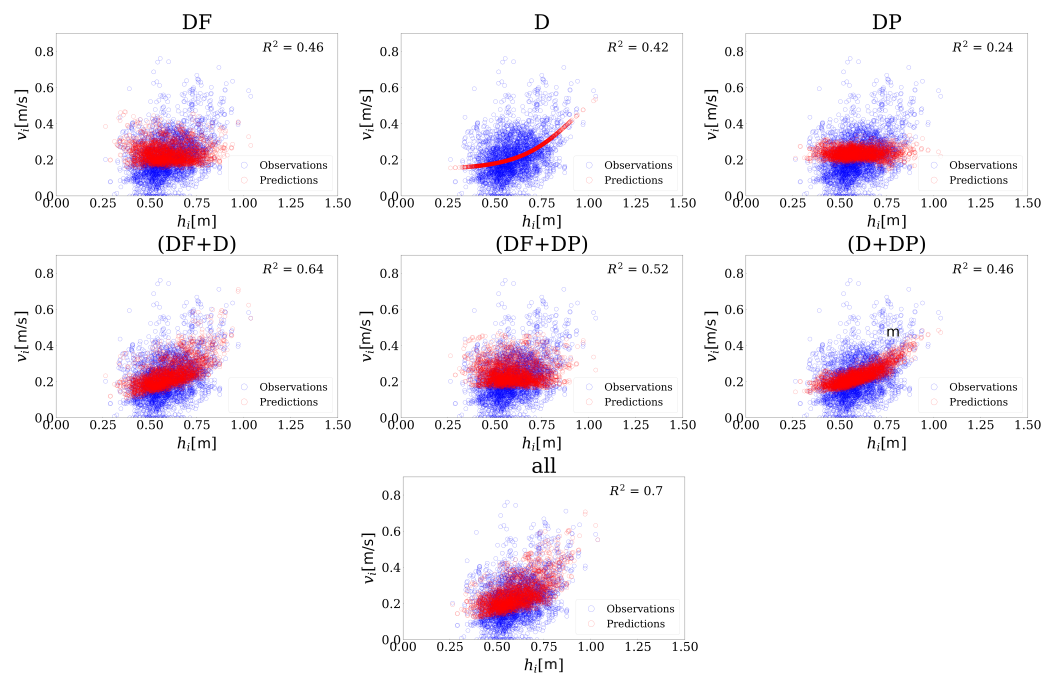 DF
R² = 0.46
0.8
0.6
0.4
0.2
0.0
v_i[m/s]
Observations
Predictions
0.00 0.25 0.50 0.75 1.00 1.25 1.50
h_i[m]
D
R² = 0.42
0.8
0.6
0.4
0.2
0.0
v_i[m/s]
Observations
Predictions
0.00 0.25 0.50 0.75 1.00 1.25 1.50
h_i[m]
DP
R² = 0.24
0.8
0.6
0.4
0.2
0.0
v_i[m/s]
Observations
Predictions
0.00 0.25 0.50 0.75 1.00 1.25 1.50
h_i[m]
(DF+D)
R² = 0.64
0.8
0.6
0.4
0.2
0.0
v_i[m/s]
Observations
Predictions
0.00 0.25 0.50 0.75 1.00 1.25 1.50
h_i[m]
(DF+DP)
R² = 0.52
0.8
0.6
0.4
0.2
0.0
v_i[m/s]
Observations
Predictions
0.00 0.25 0.50 0.75 1.00 1.25 1.50
h_i[m]
(D+DP)
R² = 0.46
0.8
0.6
0.4
0.2
0.0
v_i[m/s]
m
Observations
Predictions
0.00 0.25 0.50 0.75 1.00 1.25 1.50
h_i[m]
all
R² = 0.7
0.8
0.6
0.4
0.2
0.0
v_i[m/s]
Observations
Predictions
0.00 0.25 0.50 0.75 1.00 1.25 1.50
h_i[m]